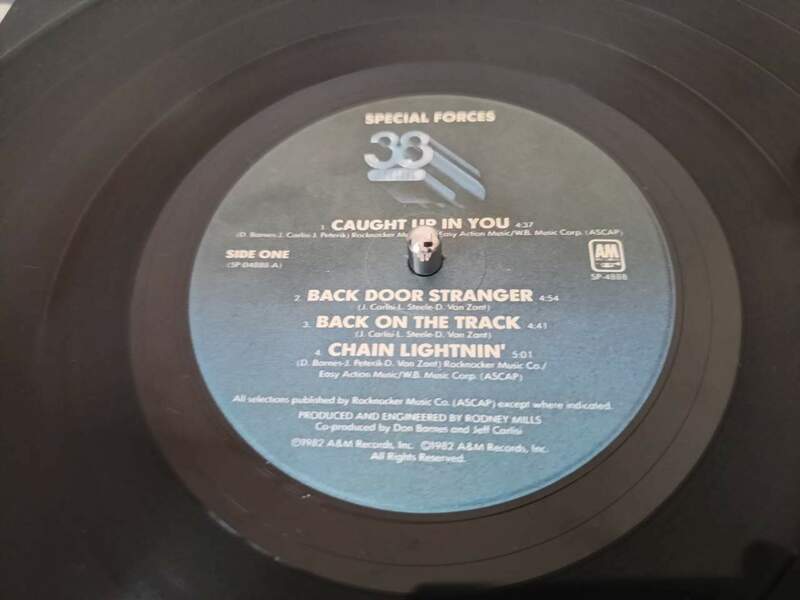 SPECIAL FORCES
38
SPECIAL
1. CAUGHT UP IN YOU 4:37
(D. Barnes-J. Carlisi-J. Peterik) Rocknocker Easy Action Music/W.B. Music Corp. (ASCAP)
SIDE ONE
(SP 04888-A)
AM
SP-4888
2. BACK DOOR STRANGER 4:54
(J. Carlisi-L. Steele-D. Van Zant)
3. BACK ON THE TRACK 4:41
(J. Carlisi-L. Steele-D. Van Zant)
4. CHAIN LIGHTNIN' 5:01
(D. Barnes-J. Peterik-D. Van Zant) Rocknocker Music Co./
Easy Action Music/W.B. Music Corp. (ASCAP)
All selections published by Rocknocker Music Co. (ASCAP) except where indicated.
PRODUCED AND ENGINEERED BY RODNEY MILLS
Co-produced by Don Barnes and Jeff Carlisi
℗1982 A&M Records, Inc. ©1982 A&M Records, Inc.
All Rights Reserved.